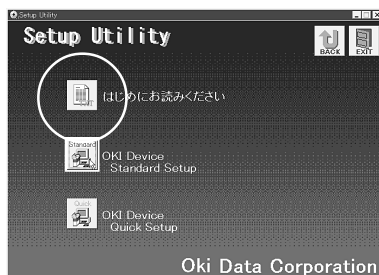 Setup Utility
Setup Utility
BACK EXIT
はじめにお読みください
Standard
OKI Device
Standard Setup
Quick
OKI Device
Quick Setup
Oki Data Corporation